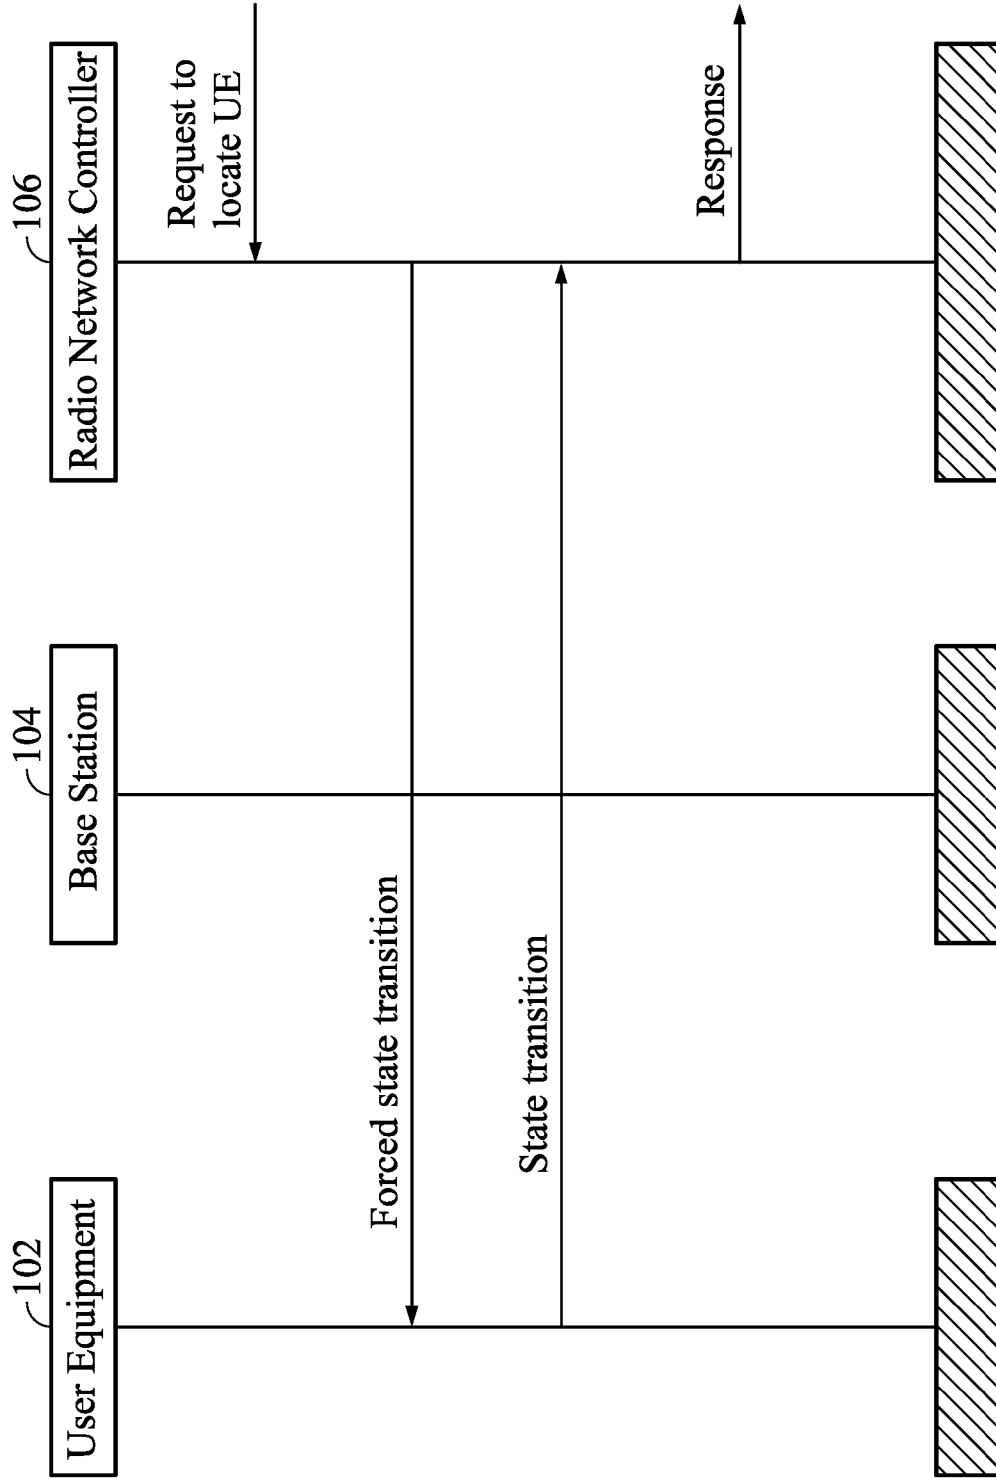 102
User Equipment
104
Base Station
106
Radio Network Controller
Request to
locate UE
Forced state transition
State transition
Response